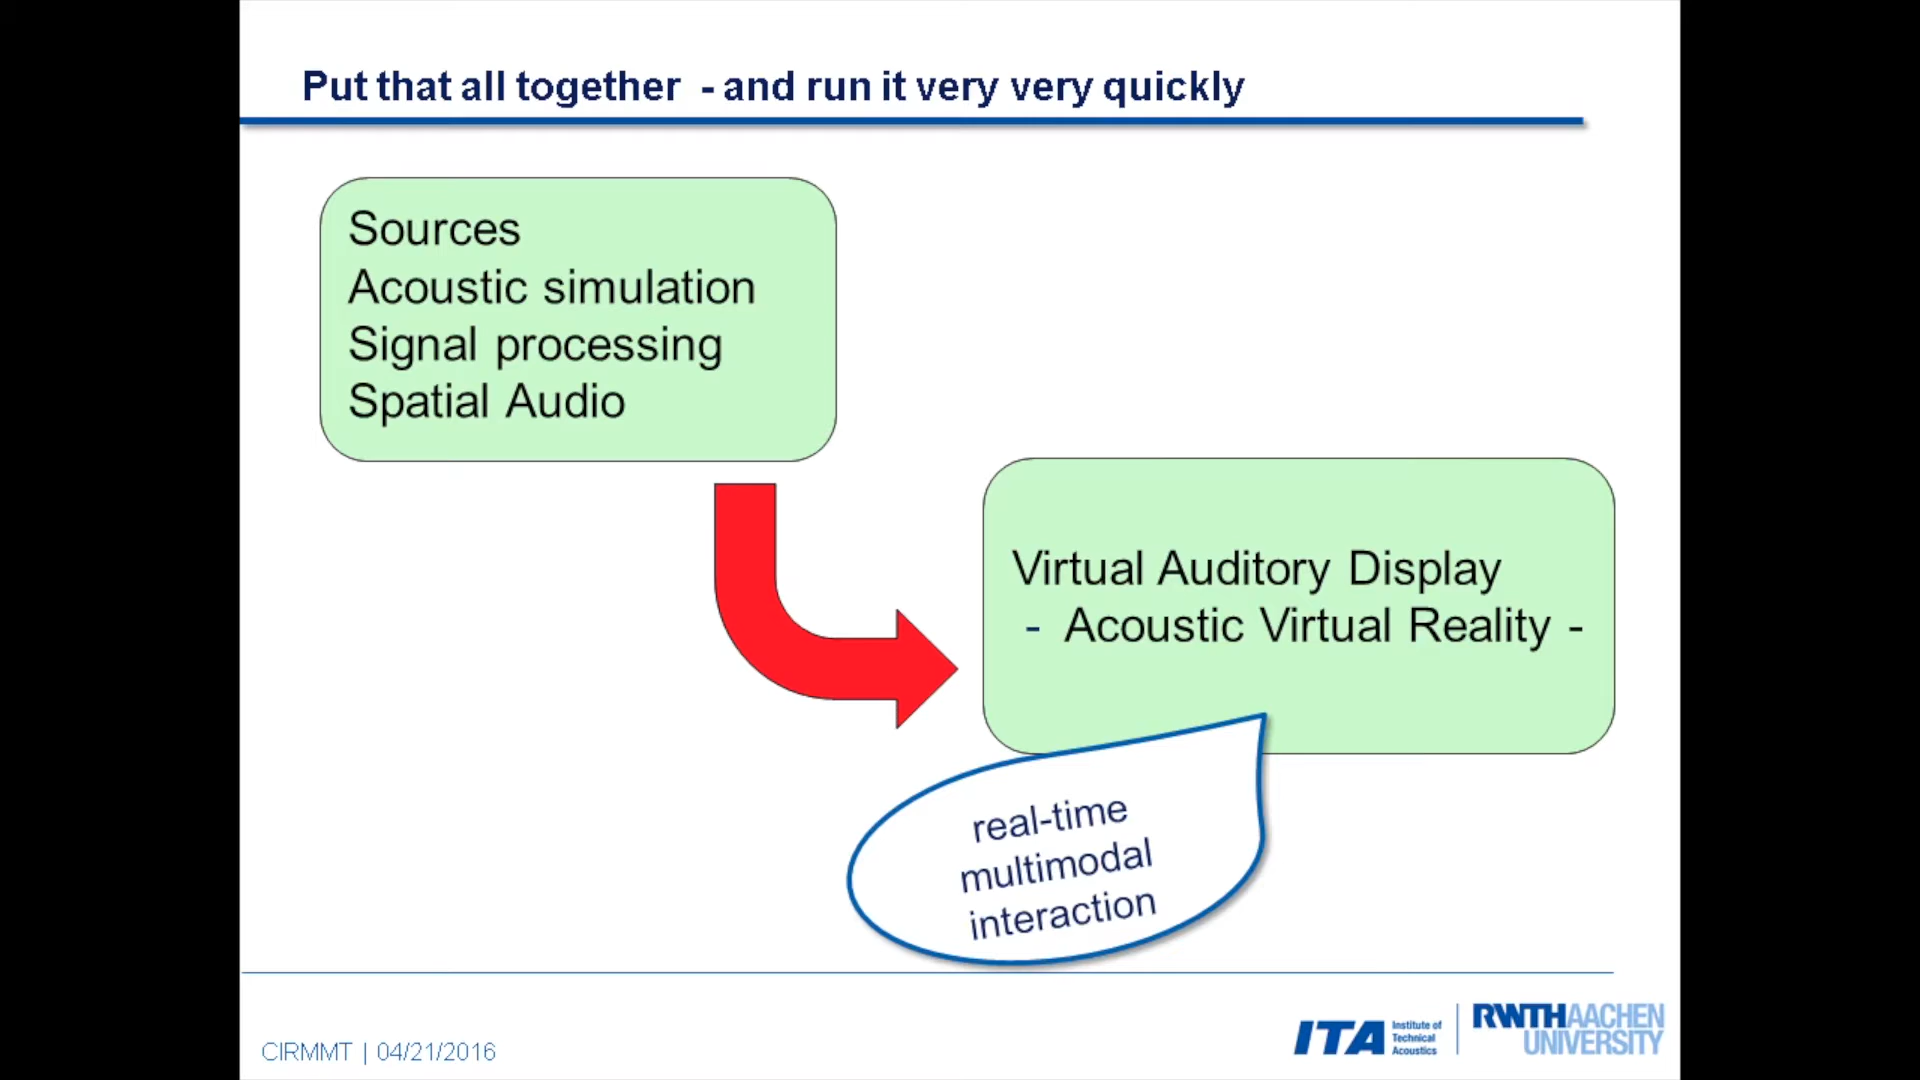 Put that all together - and run it very very quickly
Sources
Acoustic simulation
Signal processing
Spatial Audio
Virtual Auditory Display
- Acoustic Virtual Reality -
real-time
multimodal
interaction
CIRMMT | 04/21/2016
ITA
Institute of
Technical
Acoustics
RWTHAACHEN
UNIVERSITY